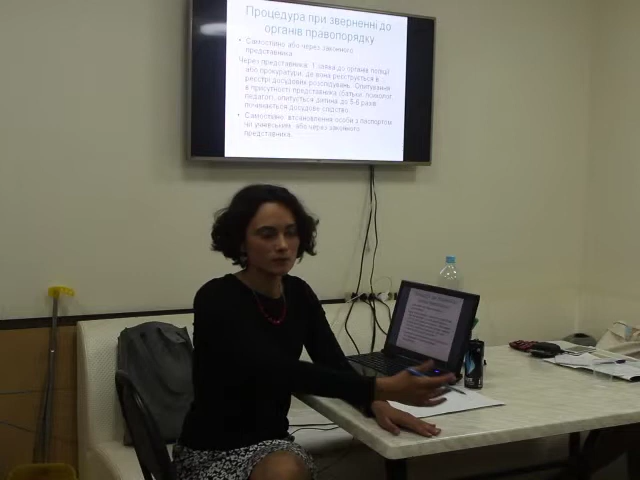 Процедура при зверненні до
органів правопорядку
• Самостійно або через законного
представника.
Через представника: 1.заява до органів поліції
або прокуратури, де вона реєструється в
реєстрі досудових розслідувань. Опитування
в присутності представника (батьки, психолог,
педагог), опитується дитина до 5-6 разів,
починається досудове слідство.
• Самостійно: встановлення особи з паспортом
чи учнівським, або через законного
представника.